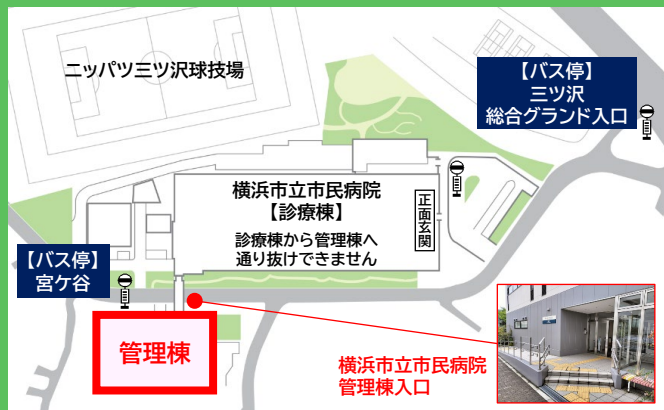 ニッパツ三ツ沢球技場
【バス停】
三ツ沢
総合グランド入口
横浜市立市民病院
【診療棟】
診療棟から管理棟へ
通り抜けできません
正面玄関
【バス停】
宮ケ谷
管理棟
横浜市立市民病院
管理棟入口